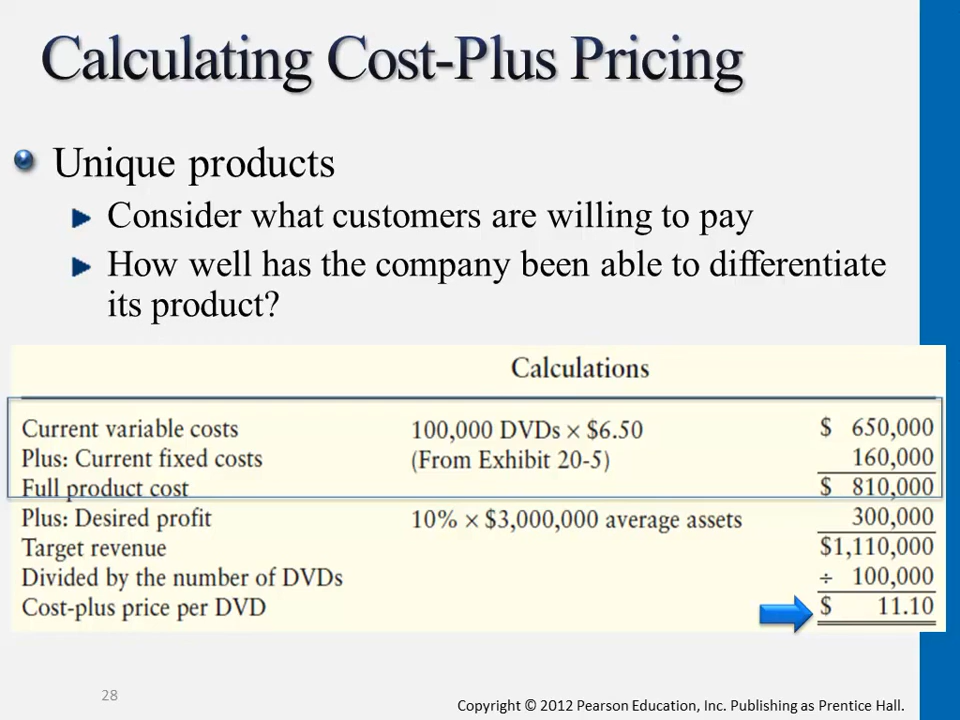 Calculating Cost-Plus Pricing
Unique products
Consider what customers are willing to pay
How well has the company been able to differentiate
its product?
Calculations
Current variable costs 100,000 DVDs × $6.50 $ 650,000
Plus: Current fixed costs (From Exhibit 20-5) 160,000
Full product cost $ 810,000
Plus: Desired profit 10% × $3,000,000 average assets 300,000
Target revenue $1,110,000
Divided by the number of DVDs ÷ 100,000
Cost-plus price per DVD $ 11.10
28
Copyright © 2012 Pearson Education, Inc. Publishing as Prentice Hall.